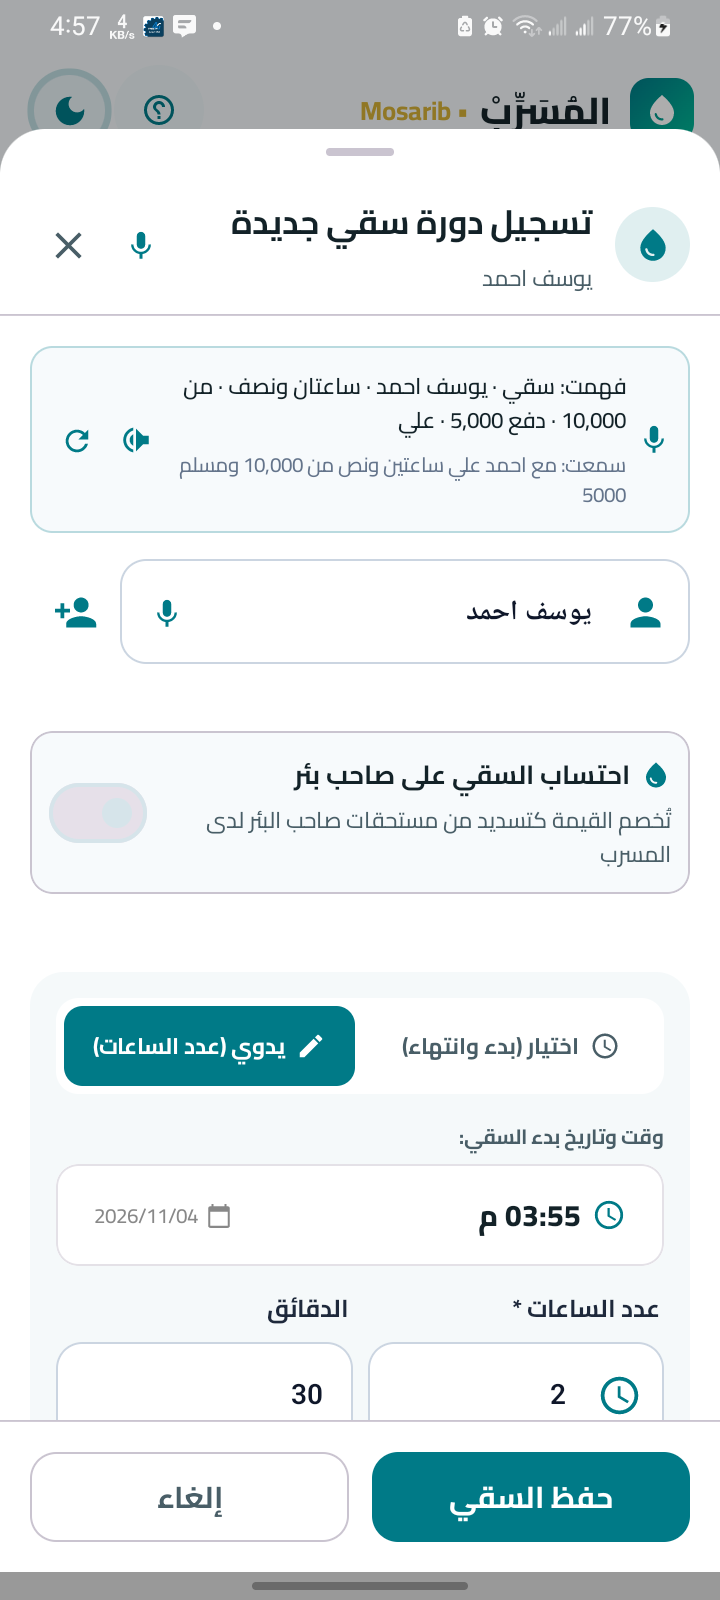 4:57
4
KB/s
77%
المُسَرِّبْ • Mosarib
تسجيل دورة سقي جديدة
يوسف احمد
فهمت: سقي · يوسف احمد · ساعتان ونصف · من
10,000 · دفع 5,000 · علي
سمعت: مع احمد علي ساعتين ونص من 10,000 ومسلم
5000
يوسف احمد
احتساب السقي على صاحب بئر
تُخصم القيمة كتسديد من مستحقات صاحب البئر لدى
المسرب
اختيار (بدء وانتهاء)
يدوي (عدد الساعات)
وقت وتاريخ بدء السقي:
03:55 م
2026/11/04
عدد الساعات *
الدقائق
2
30
حفظ السقي
إلغاء